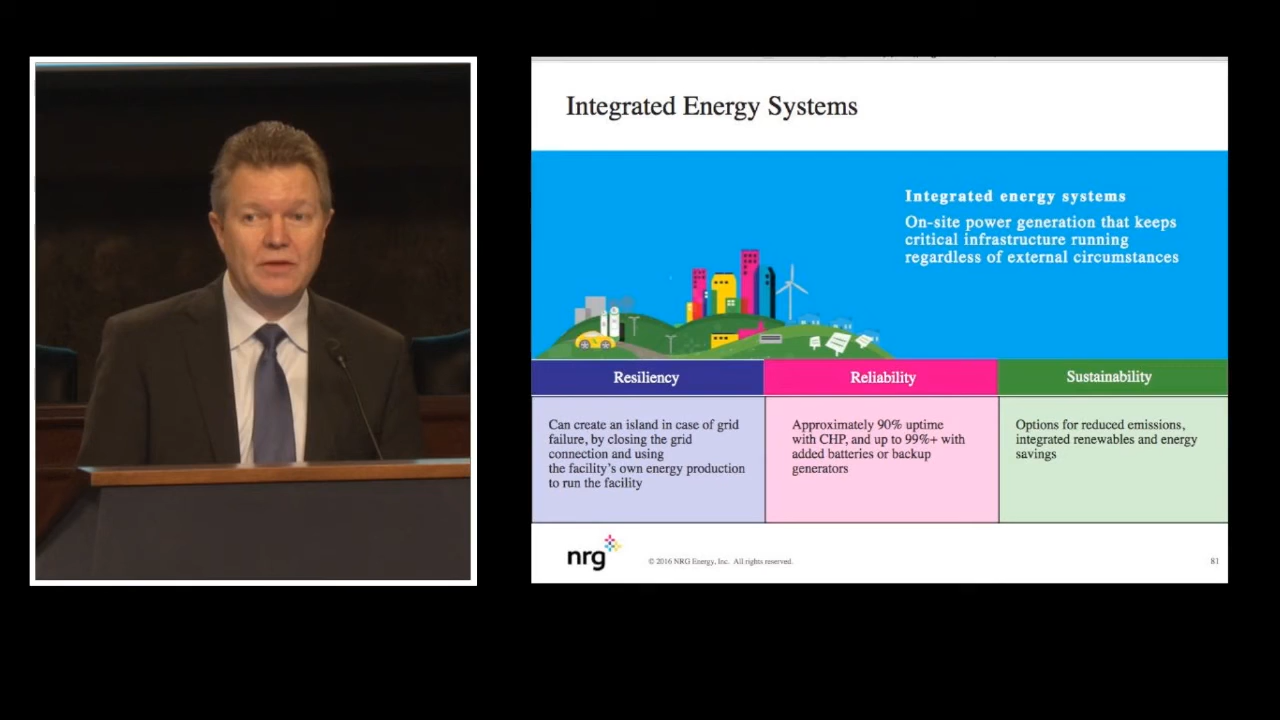 Integrated Energy Systems
Integrated energy systems
On-site power generation that keeps
critical infrastructure running
regardless of external circumstances
Resiliency
Can create an island in case of grid
failure, by closing the grid
connection and using
the facility's own energy production
to run the facility
Reliability
Approximately 90% uptime
with CHP, and up to 99%+ with
added batteries or backup
generators
Sustainability
Options for reduced emissions,
integrated renewables and energy
savings
nrg
© 2016 NRG Energy, Inc. All rights reserved.
81